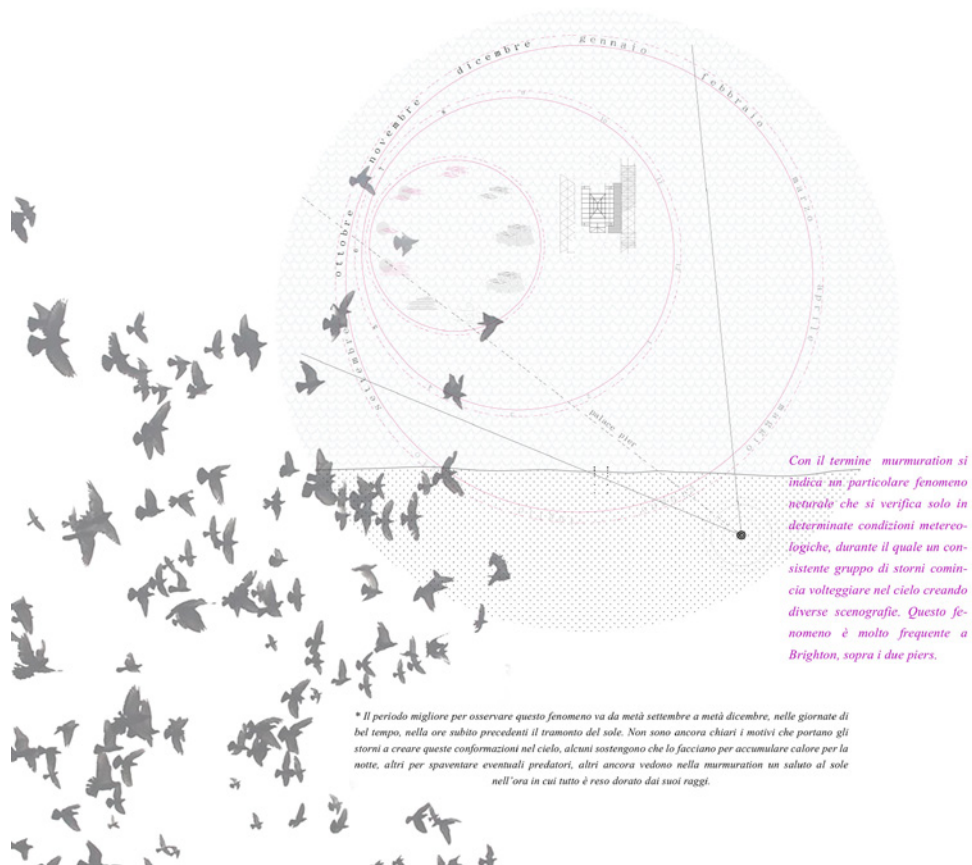 dicembre
gennaio
febbraio
novembre
marzo
ottobre
aprile
settembre
maggio
palace pier
Con il termine murmuration si
indica un particolare fenomeno
neturale che si verifica solo in
determinate condizioni metereo-
logiche, durante il quale un con-
sistente gruppo di storni comin-
cia volteggiare nel cielo creando
diverse scenografie. Questo fe-
nomeno è molto frequente a
Brighton, sopra i due piers.
* Il periodo migliore per osservare questo fenomeno va da metà settembre a metà dicembre, nelle giornate di
bel tempo, nella ore subito precedenti il tramonto del sole. Non sono ancora chiari i motivi che portano gli
storni a creare queste conformazioni nel cielo, alcuni sostengono che lo facciano per accumulare calore per la
notte, altri per spaventare eventuali predatori, altri ancora vedono nella murmuration un saluto al sole
nell'ora in cui tutto è reso dorato dai suoi raggi.